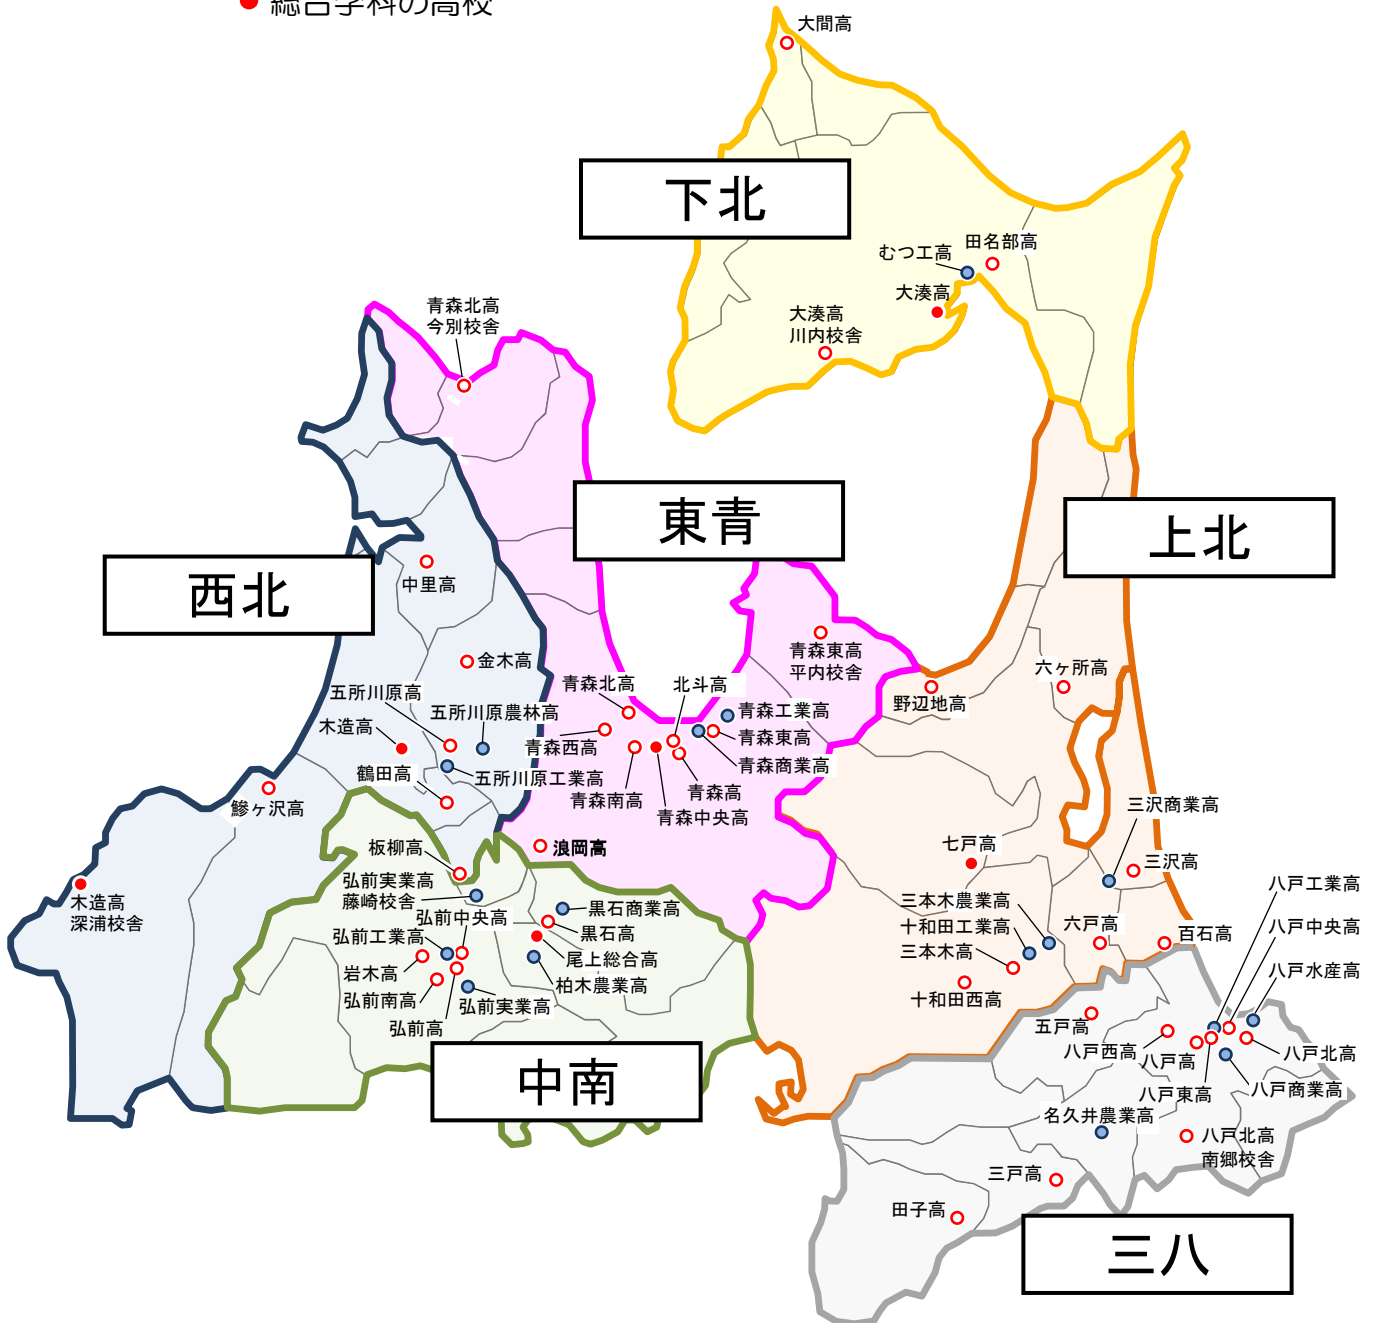 総合学科の高校
大間高
下北
田名部高
むつ工高
大湊高
大湊高
川内校舎
青森北高
今別校舎
東青
上北
西北
中里高
金木高
五所川原高
五所川原農林高
木造高
鶴田高
五所川原工業高
鰺ヶ沢高
木造高
深浦校舎
青森北高
北斗高
青森西高
青森工業高
青森東高
青森商業高
青森南高
青森高
青森中央高
青森東高
平内校舎
浪岡高
野辺地高
六ヶ所高
三沢商業高
七戸高
三沢高
三本木農業高
十和田工業高
三本木高
六戸高
百石高
十和田西高
板柳高
弘前実業高
藤崎校舎
弘前中央高
黒石商業高
弘前工業高
黒石高
尾上総合高
岩木高
柏木農業高
弘前南高
弘前実業高
弘前高
中南
八戸工業高
八戸中央高
八戸水産高
五戸高
八戸西高
八戸高
八戸北高
八戸東高
八戸商業高
名久井農業高
八戸北高
南郷校舎
三戸高
田子高
三八